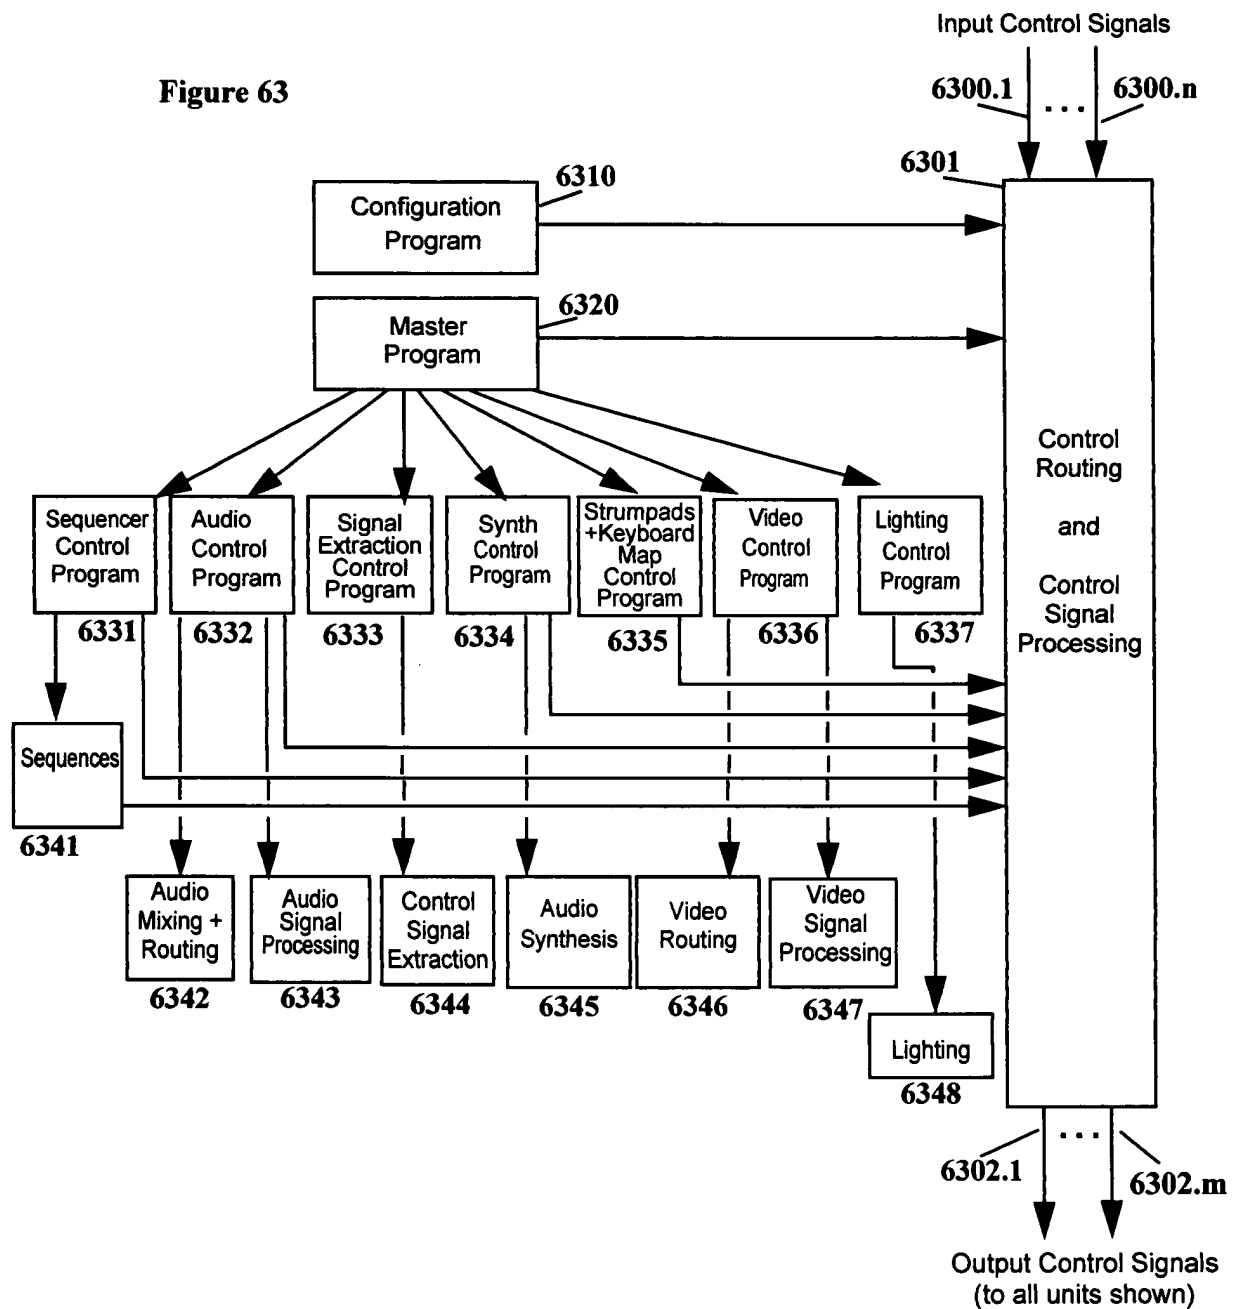 Input Control Signals
Figure 63
6300.1
...
6300.n
6301
6310
Configuration
Program
6320
Master
Program
Control
Routing
and
Control
Signal
Processing
Sequencer
Control
Program
Audio
Control
Program
Signal
Extraction
Control
Program
Synth
Control
Program
Strumpads
+Keyboard
Map
Control
Program
Video
Control
Program
Lighting
Control
Program
6331
6332
6333
6334
6335
6336
6337
Sequences
6341
Audio
Mixing +
Routing
Audio
Signal
Processing
Control
Signal
Extraction
Audio
Synthesis
Video
Routing
Video
Signal
Processing
6342
6343
6344
6345
6346
6347
Lighting
6348
6302.1
...
6302.m
Output Control Signals
(to all units shown)